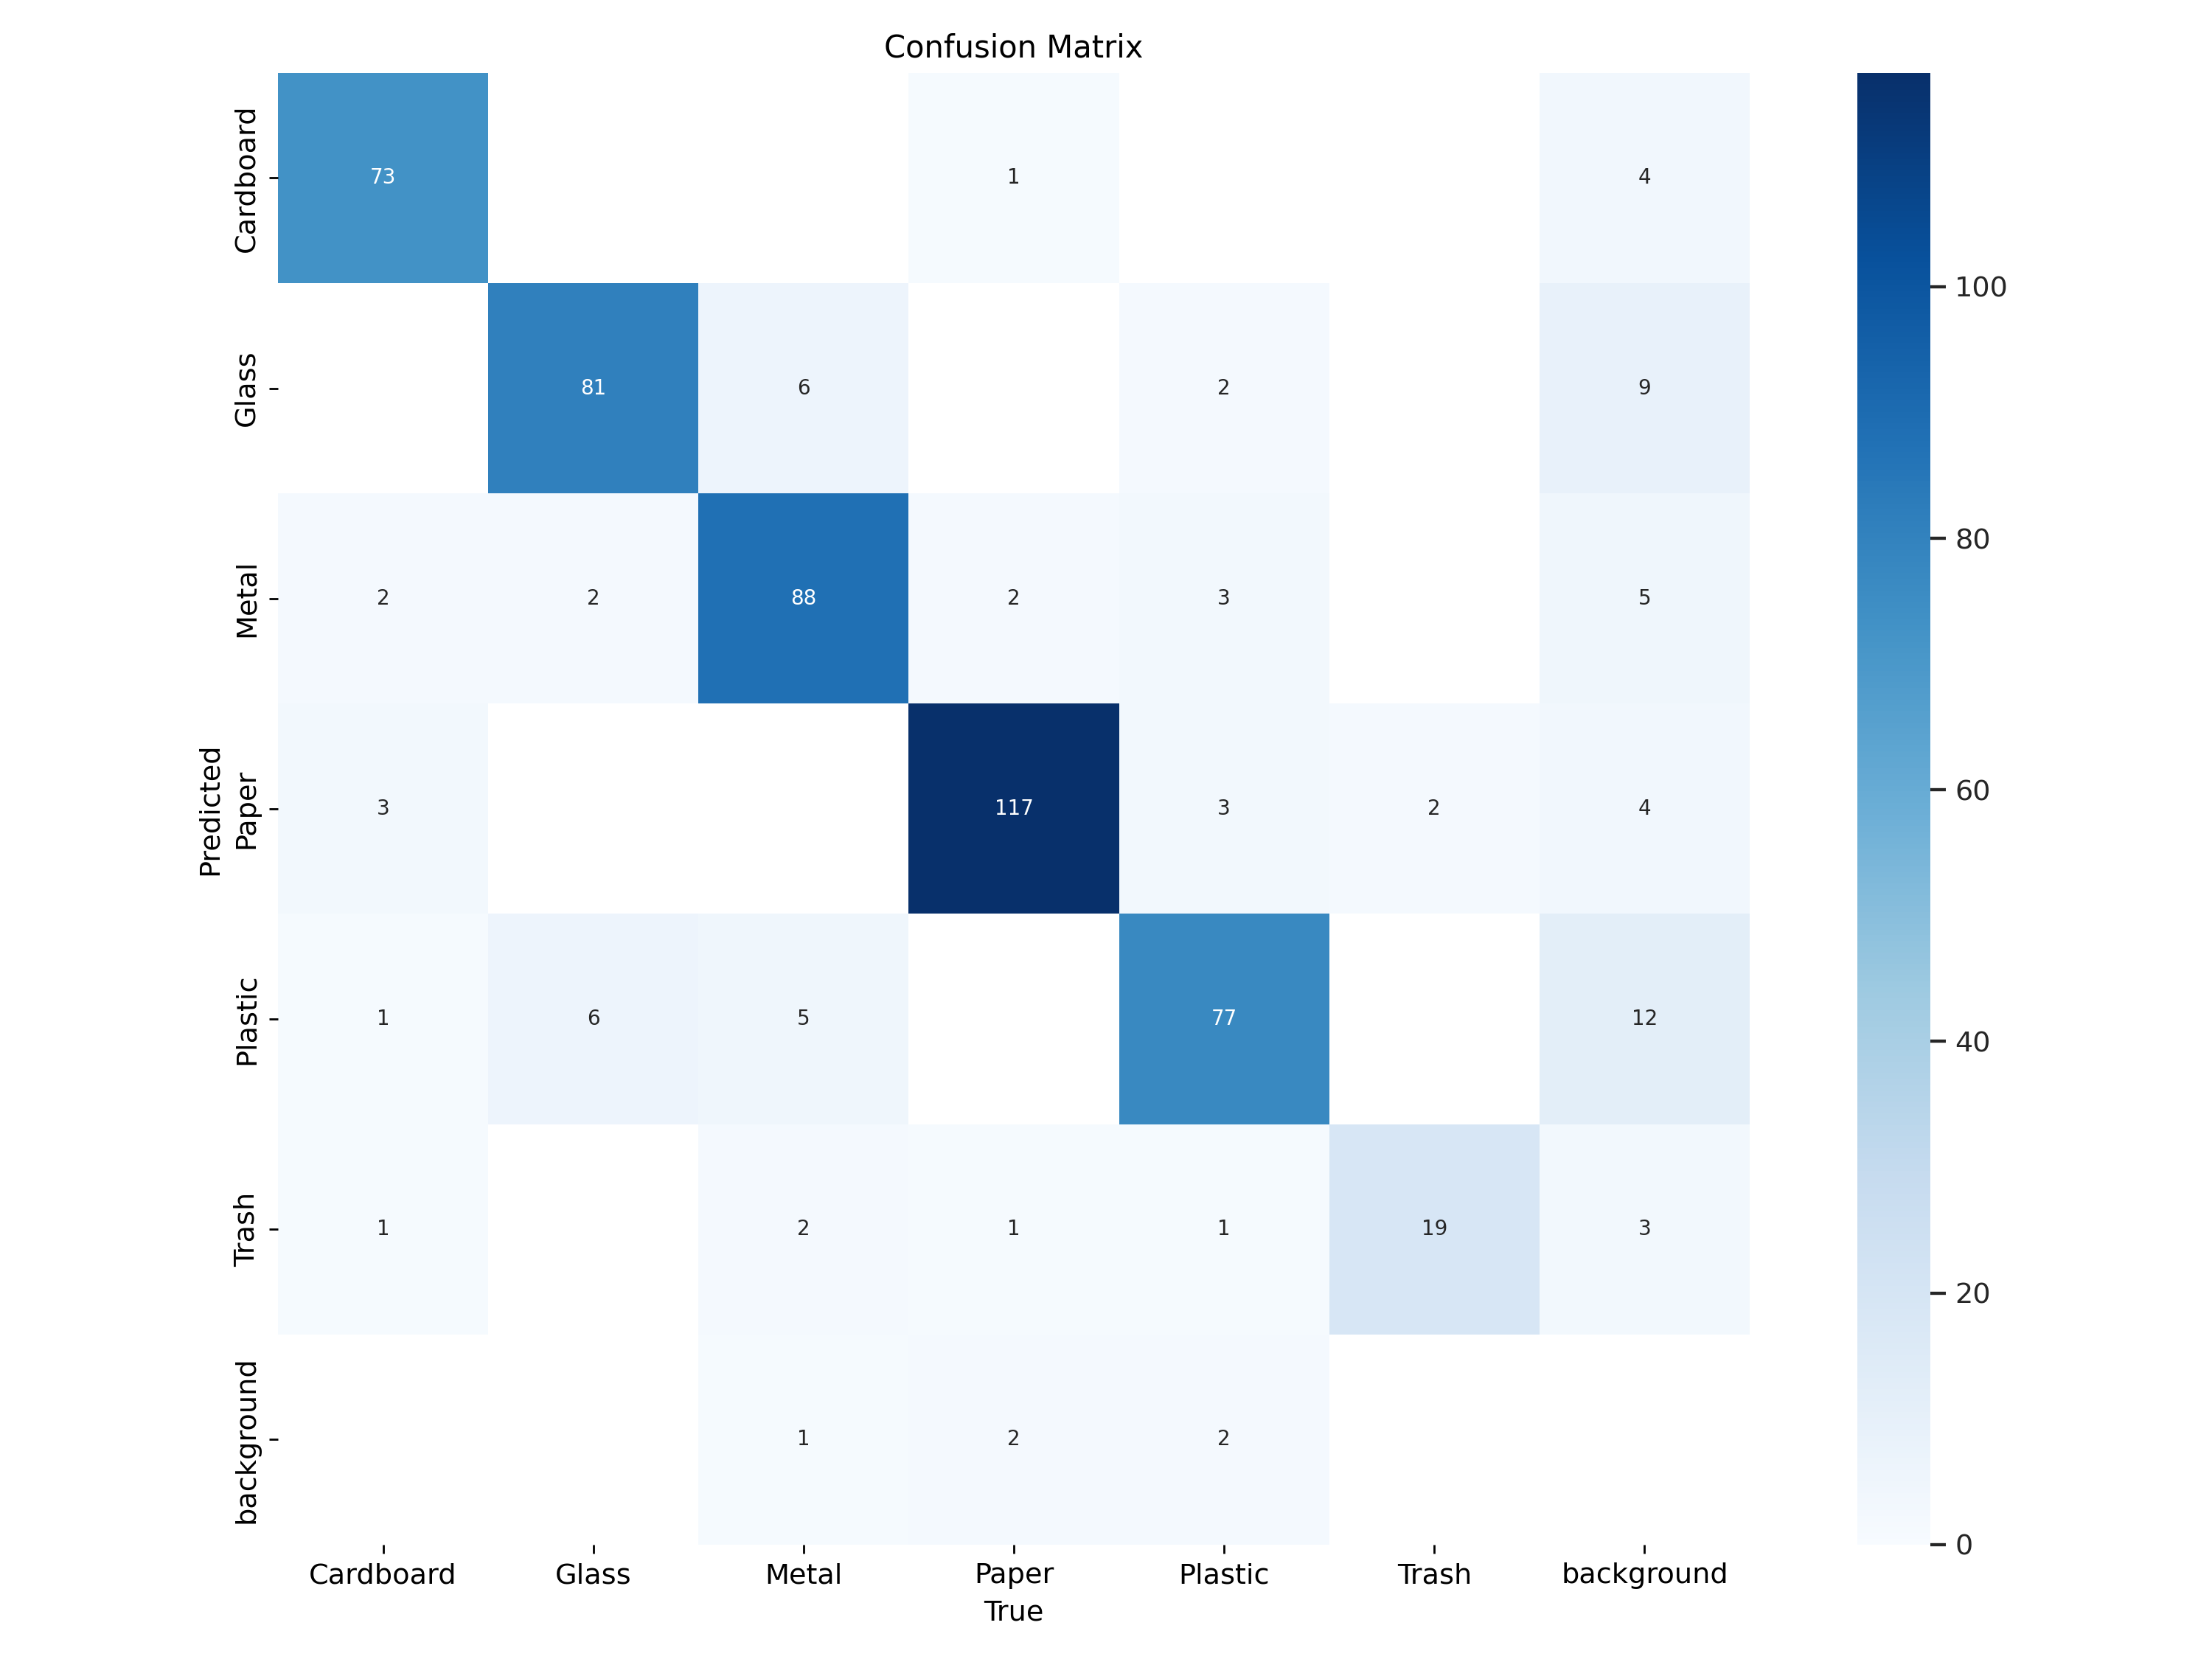 Confusion Matrix
Cardboard 73 1 4
Glass 81 6 2 9
Metal 2 2 88 2 3 5
Paper 3 117 3 2 4
Plastic 1 6 5 77 12
Trash 1 2 1 1 19 3
background 1 2 2
Predicted
Cardboard Glass Metal Paper Plastic Trash background
True
100
80
60
40
20
0